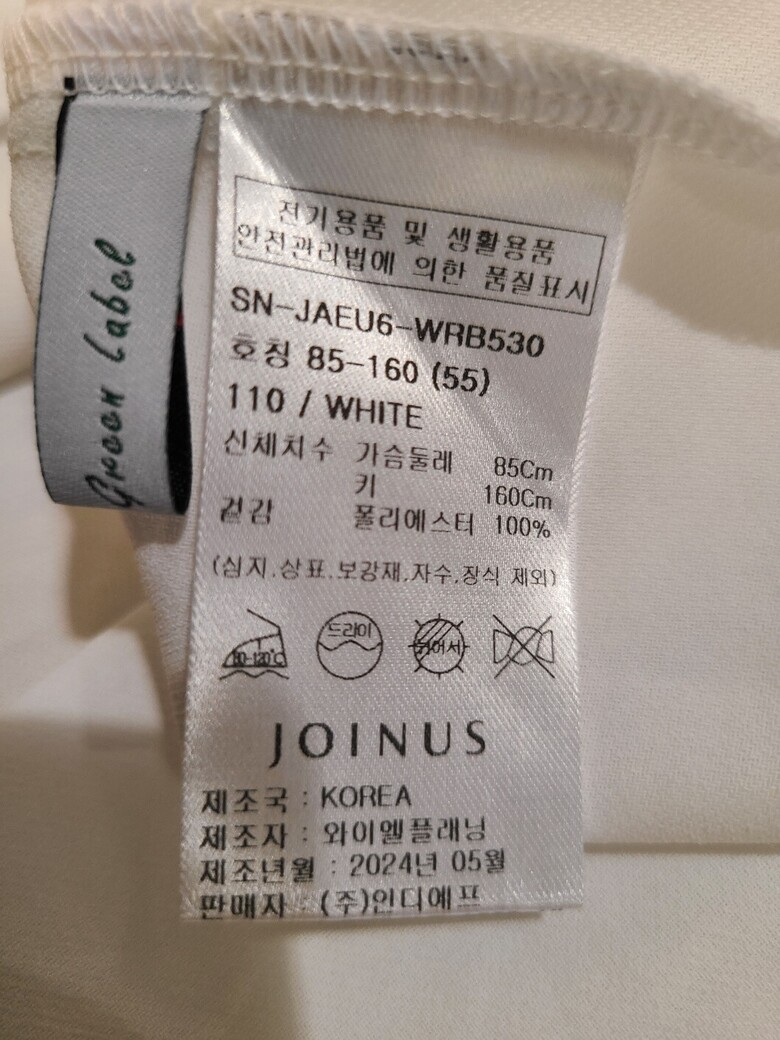 Green Label
전기용품 및 생활용품
안전관리법에 의한 품질표시
SN-JAEU6-WRB530
호칭 85-160 (55)
110 / WHITE
신체치수 가슴둘레 85Cm
키 160Cm
겉감 폴리에스터 100%
(심지.상표.보강재.자수.장식 제외)
80-120℃
드라이
뉘어서
JOINUS
제조국 : KOREA
제조자 : 와이엘플래닝
제조년월 : 2024년 05월
판매자 : (주)인디에프